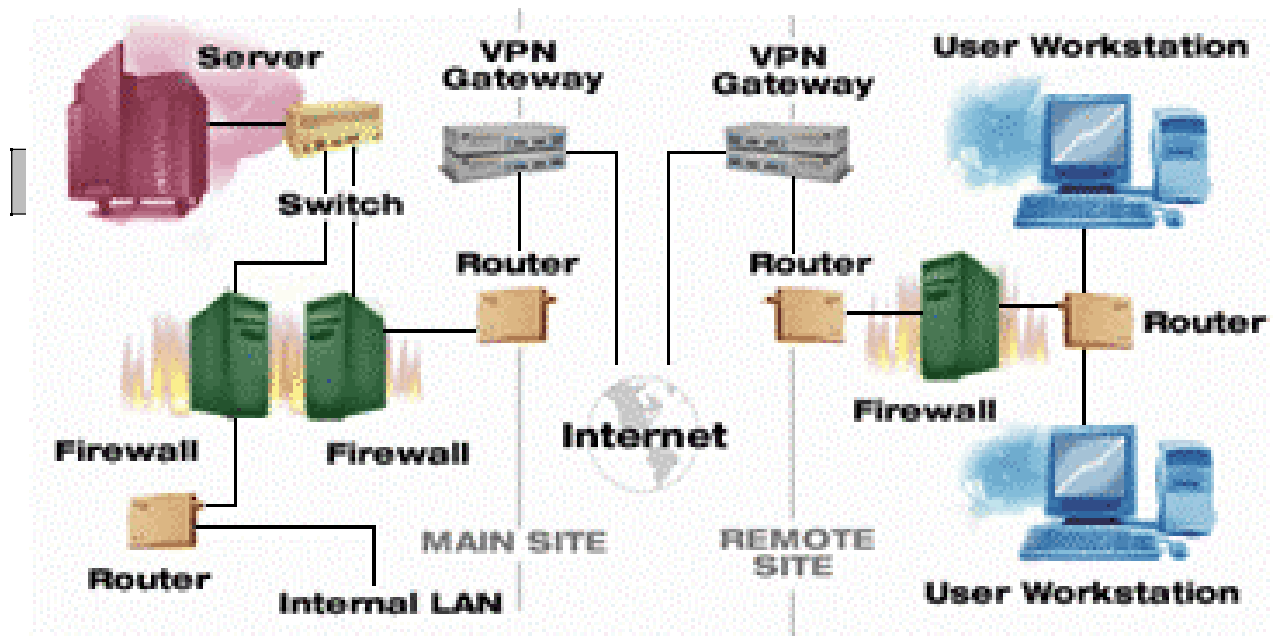 Server
VPN
Gateway
VPN
Gateway
User Workstation
Switch
Router
Router
Router
Firewall
Firewall
Firewall
Internet
MAIN SITE
REMOTE
SITE
Router
Internal LAN
User Workstation